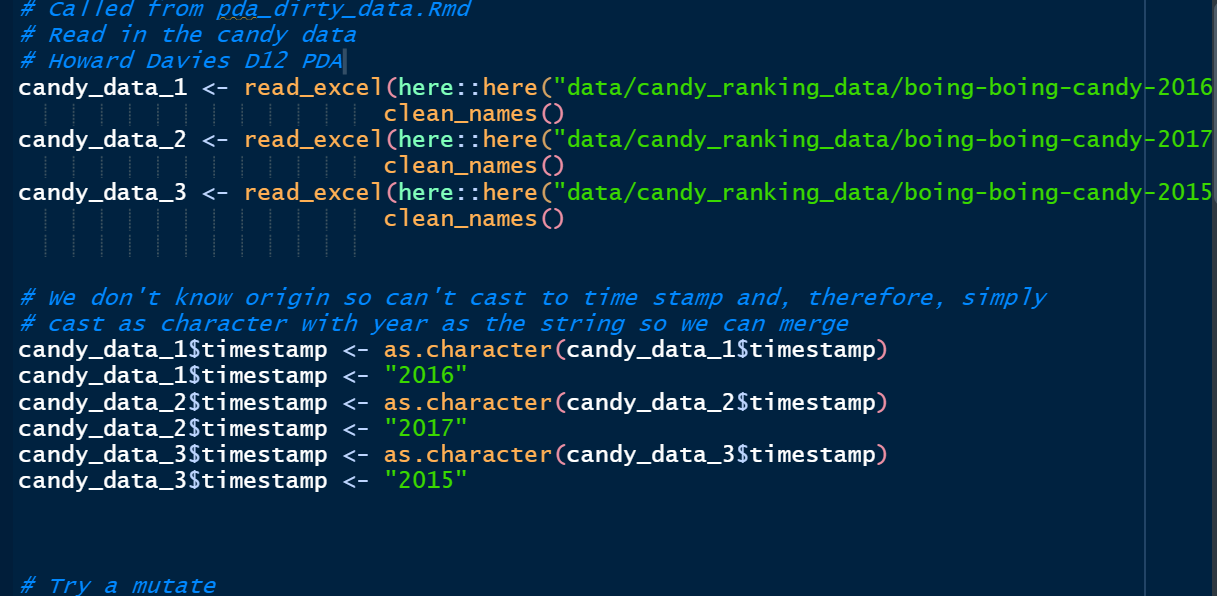 # Called from pda_dirty_data.Rmd
# Read in the candy data
# Howard Davies D12 PDA
candy_data_1 <- read_excel(here::here("data/candy_ranking_data/boing-boing-candy-2016
clean_names()
candy_data_2 <- read_excel(here::here("data/candy_ranking_data/boing-boing-candy-2017
clean_names()
candy_data_3 <- read_excel(here::here("data/candy_ranking_data/boing-boing-candy-2015
clean_names()
# We don't know origin so can't cast to time stamp and, therefore, simply
# cast as character with year as the string so we can merge
candy_data_1$timestamp <- as.character(candy_data_1$timestamp)
candy_data_1$timestamp <- "2016"
candy_data_2$timestamp <- as.character(candy_data_2$timestamp)
candy_data_2$timestamp <- "2017"
candy_data_3$timestamp <- as.character(candy_data_3$timestamp)
candy_data_3$timestamp <- "2015"
# Try a mutate